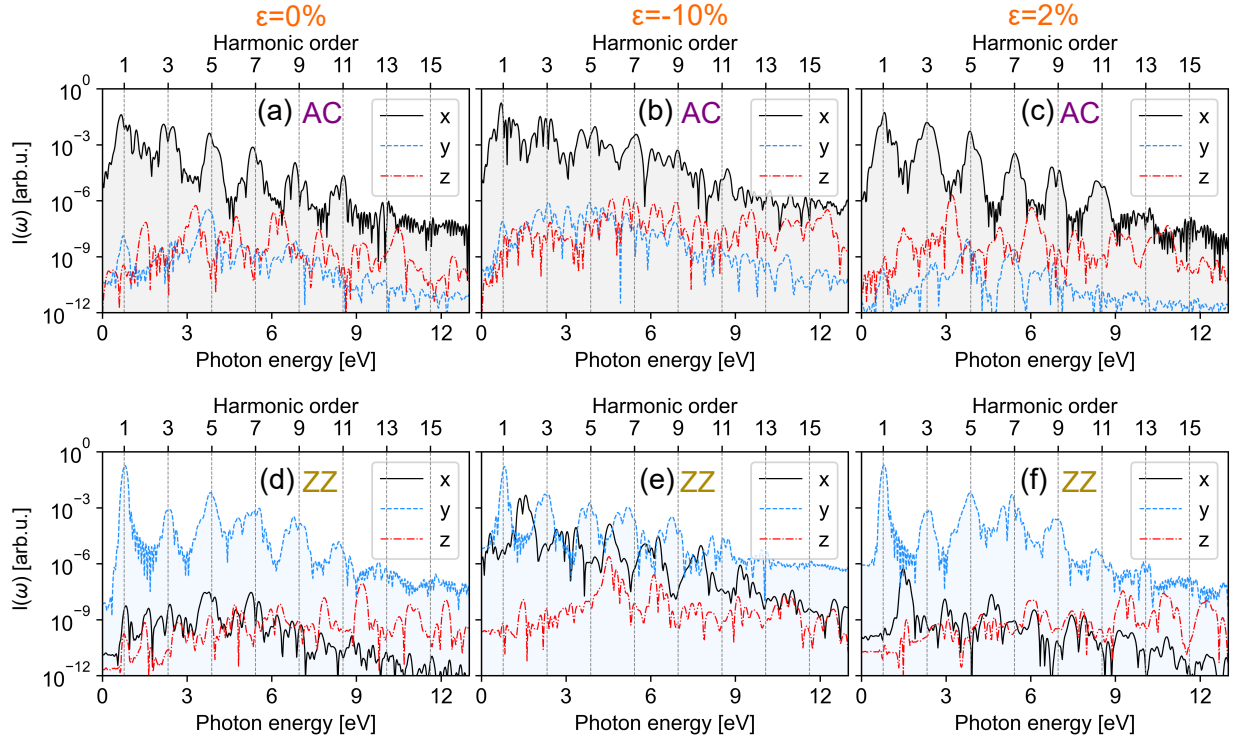 ε=0% ε=-10% ε=2%
Harmonic order Harmonic order Harmonic order
1 3 5 7 9 11 13 15 1 3 5 7 9 11 13 15 1 3 5 7 9 11 13 15
10^0
10^-3
10^-6
10^-9
10^-12
I(ω) [arb.u.]
(a) AC x y z
(b) AC x y z
(c) AC x y z
0 3 6 9 12 0 3 6 9 12 0 3 6 9 12
Photon energy [eV] Photon energy [eV] Photon energy [eV]
Harmonic order Harmonic order Harmonic order
1 3 5 7 9 11 13 15 1 3 5 7 9 11 13 15 1 3 5 7 9 11 13 15
10^0
10^-3
10^-6
10^-9
10^-12
I(ω) [arb.u.]
(d) ZZ x y z
(e) ZZ x y z
(f) ZZ x y z
0 3 6 9 12 0 3 6 9 12 0 3 6 9 12
Photon energy [eV] Photon energy [eV] Photon energy [eV]